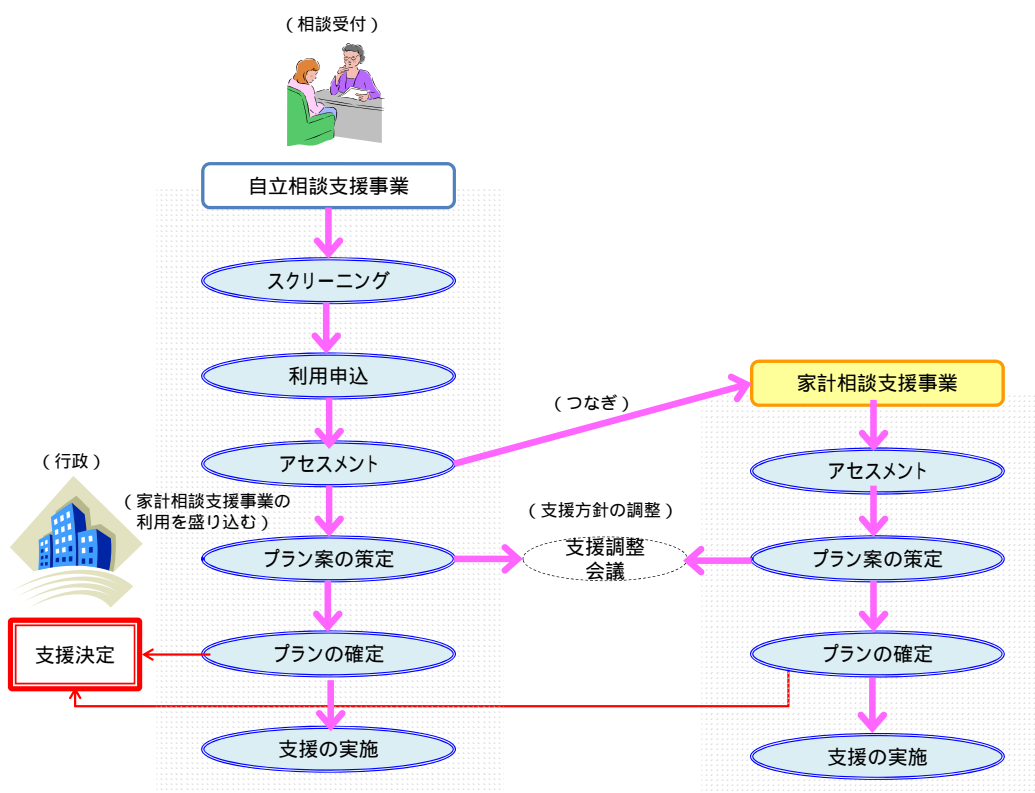 (相談受付)
自立相談支援事業
スクリーニング
利用申込
家計相談支援事業
(つなぎ)
アセスメント
アセスメント
(行政)
(家計相談支援事業の
利用を盛り込む)
(支援方針の調整)
プラン案の策定
支援調整
会議
プラン案の策定
支援決定
プランの確定
プランの確定
支援の実施
支援の実施